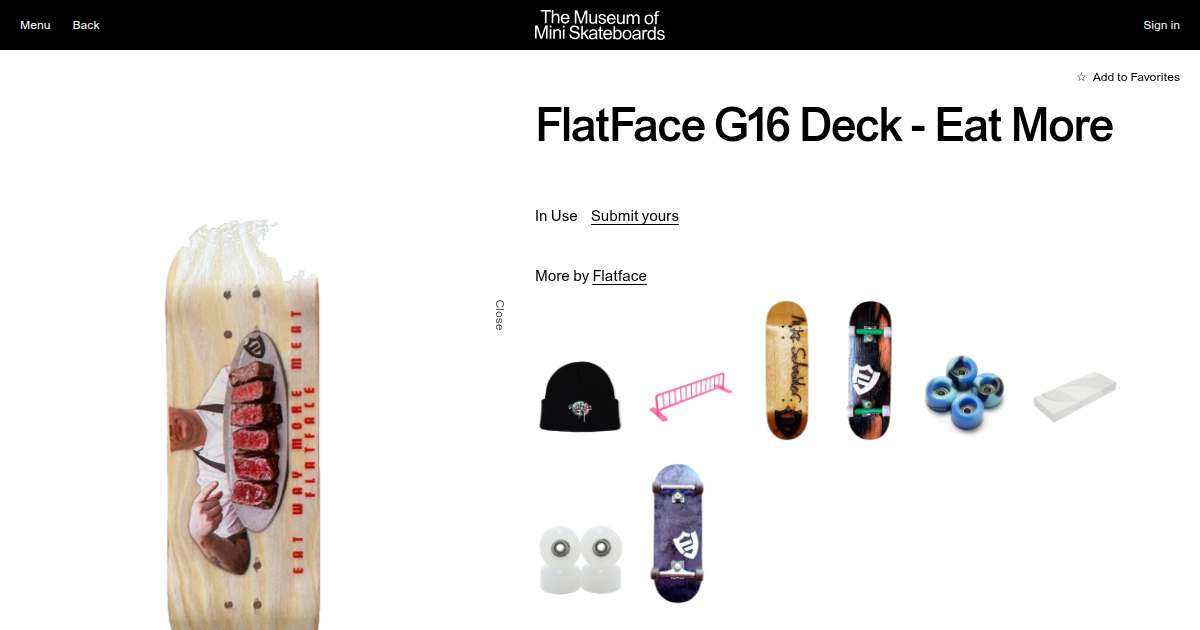 Menu
Back
The Museum of
Mini Skateboards
Sign in
☆ Add to Favorites
FlatFace G16 Deck - Eat More
In Use
Submit yours
More by Flatface
Close
EAT WAY MORE MEAT
FLATFACE